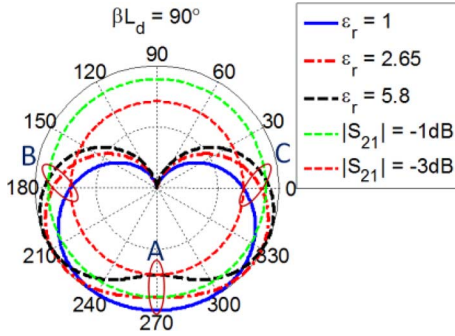 βL_d = 90°
90
120
60
150
30
B
C
180
0
A
210
330
240
300
270
ε_r = 1
ε_r = 2.65
ε_r = 5.8
|S_21| = -1dB
|S_21| = -3dB